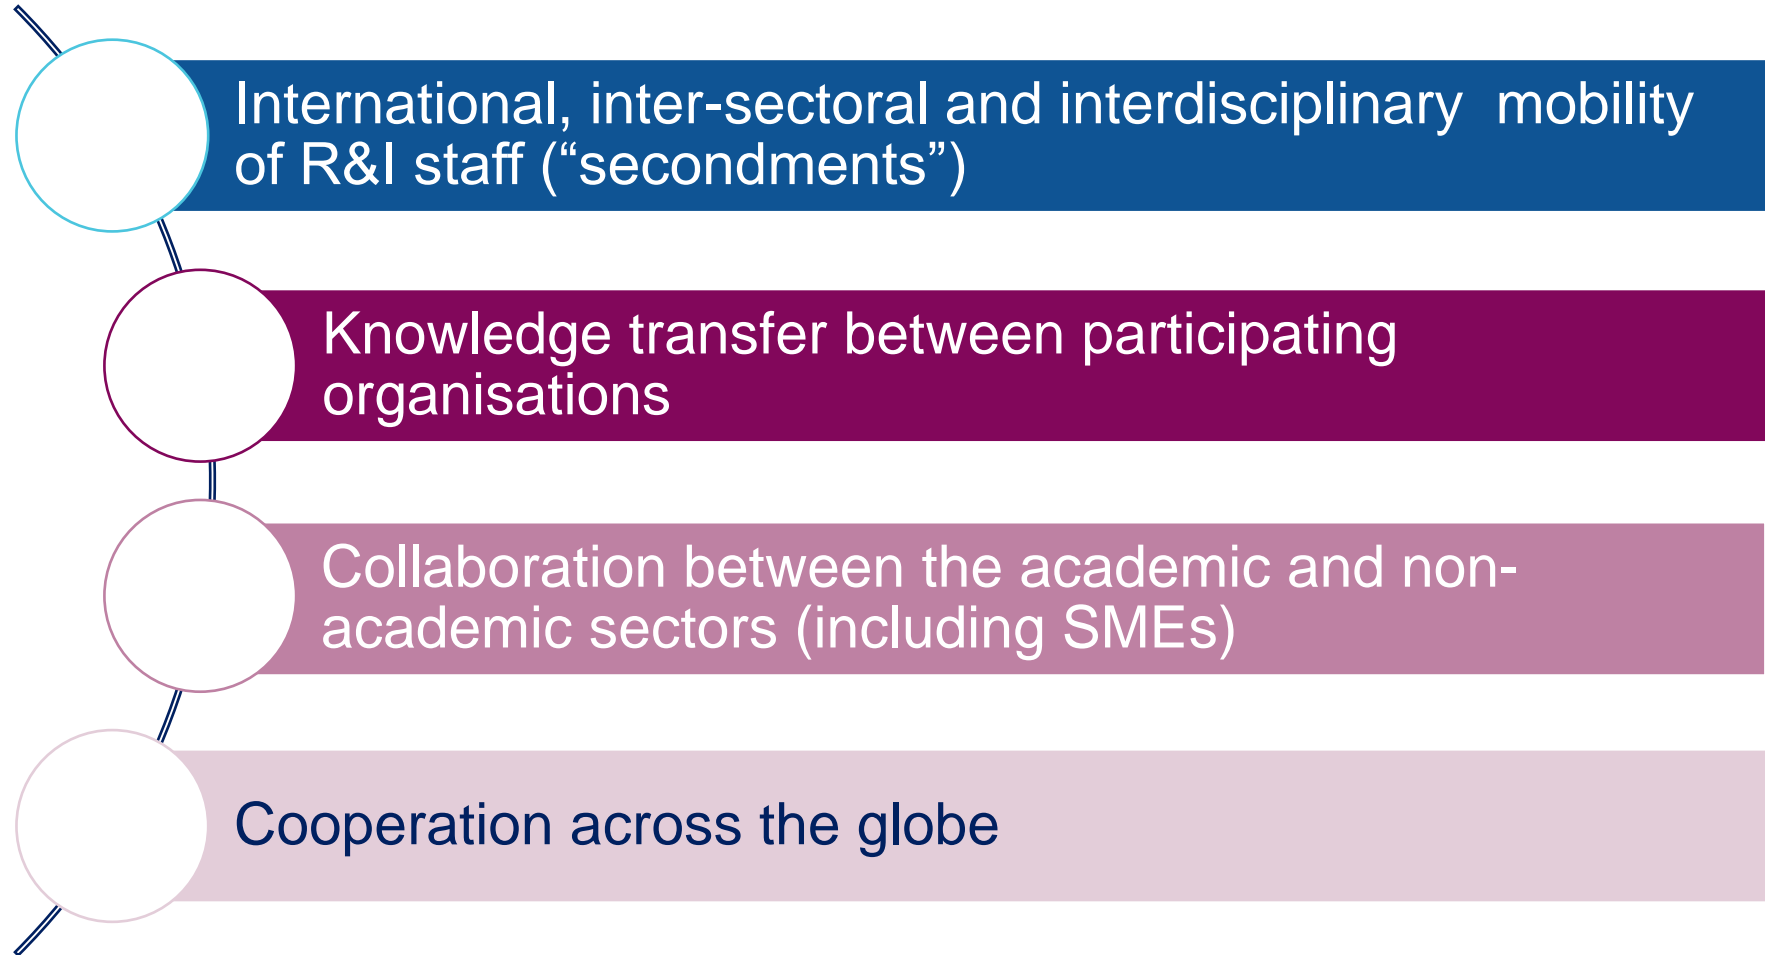 International, inter-sectoral and interdisciplinary  mobility
of R&I staff (“secondments”)
Knowledge transfer between participating
organisations
Collaboration between the academic and non-
academic sectors (including SMEs)
Cooperation across the globe